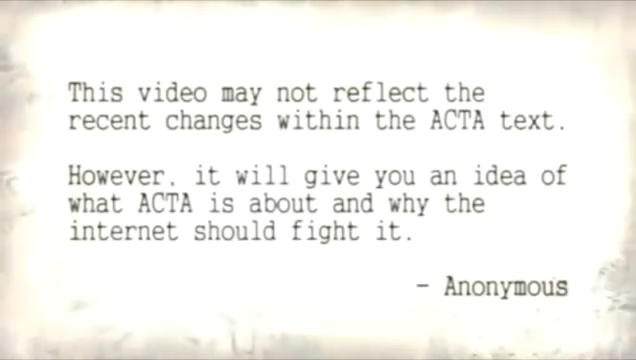 This video may not reflect the
recent changes within the ACTA text.
However, it will give you an idea of
what ACTA is about and why the
internet should fight it.
- Anonymous